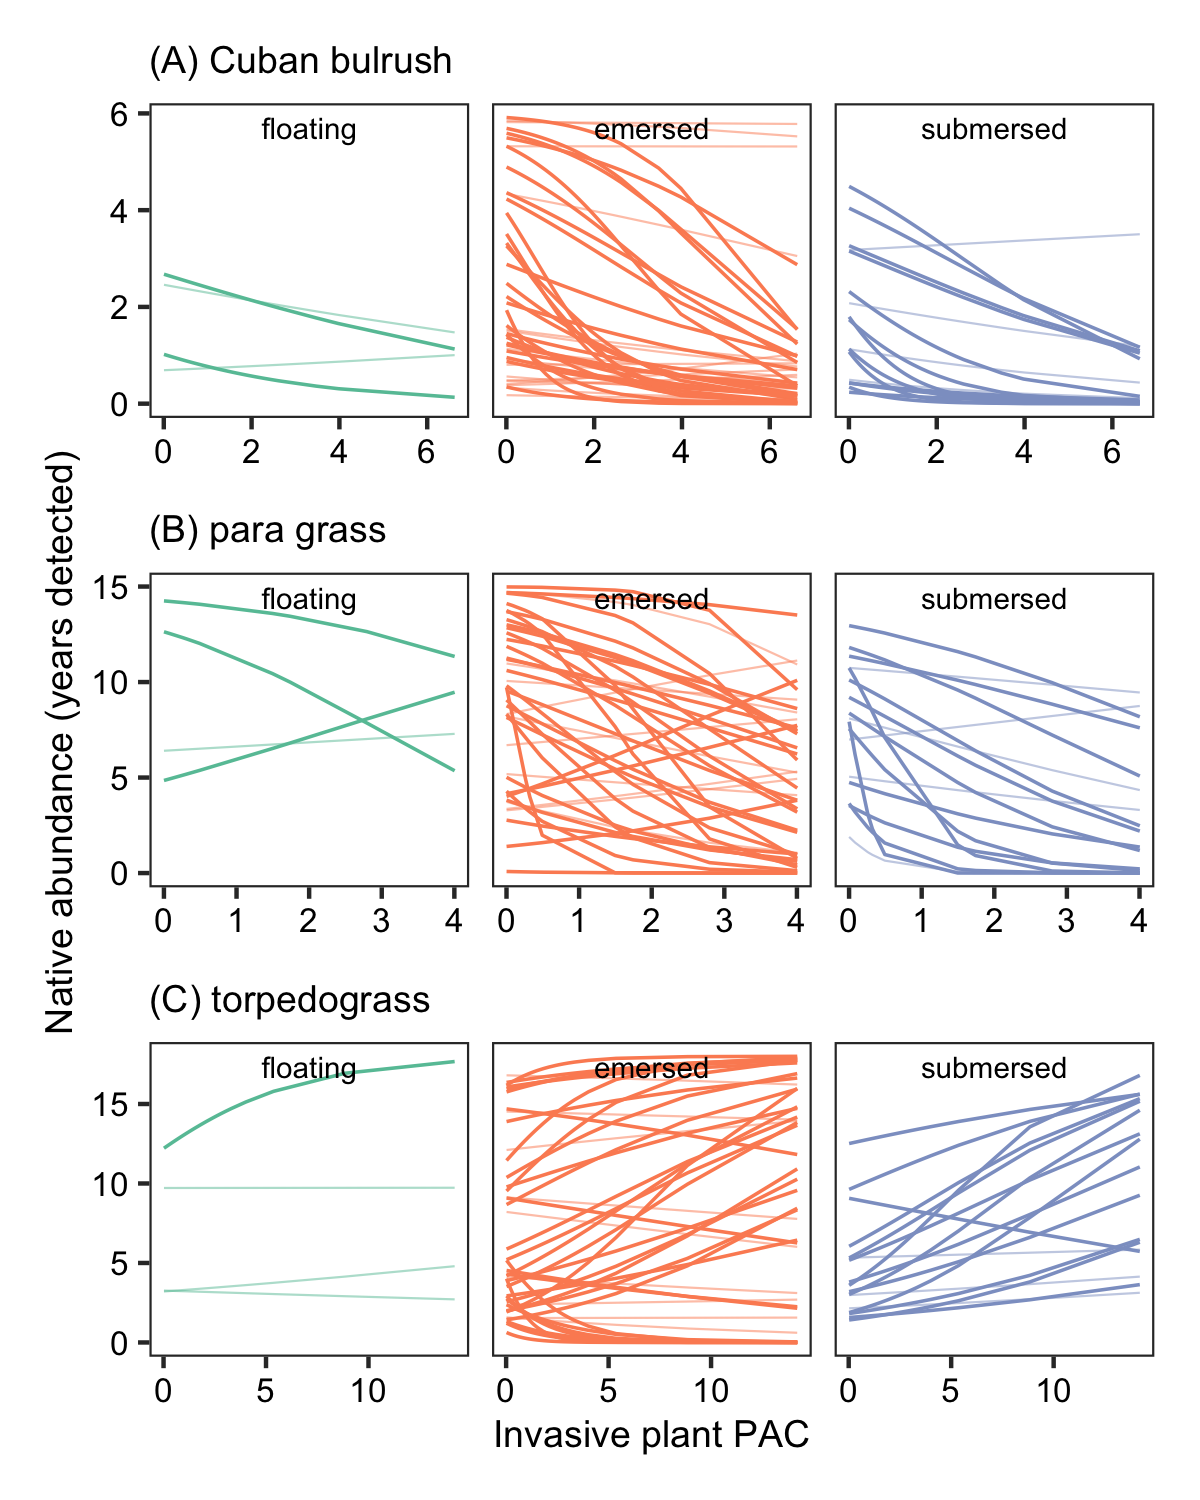 (A) Cuban bulrush
floating
emersed
submersed
6
4
2
0
0 2 4 6
0 2 4 6
0 2 4 6
(B) para grass
floating
emersed
submersed
15
10
5
0
0 1 2 3 4
0 1 2 3 4
0 1 2 3 4
(C) torpedograss
floating
emersed
submersed
15
10
5
0
0 5 10
0 5 10
0 5 10
Native abundance (years detected)
Invasive plant PAC